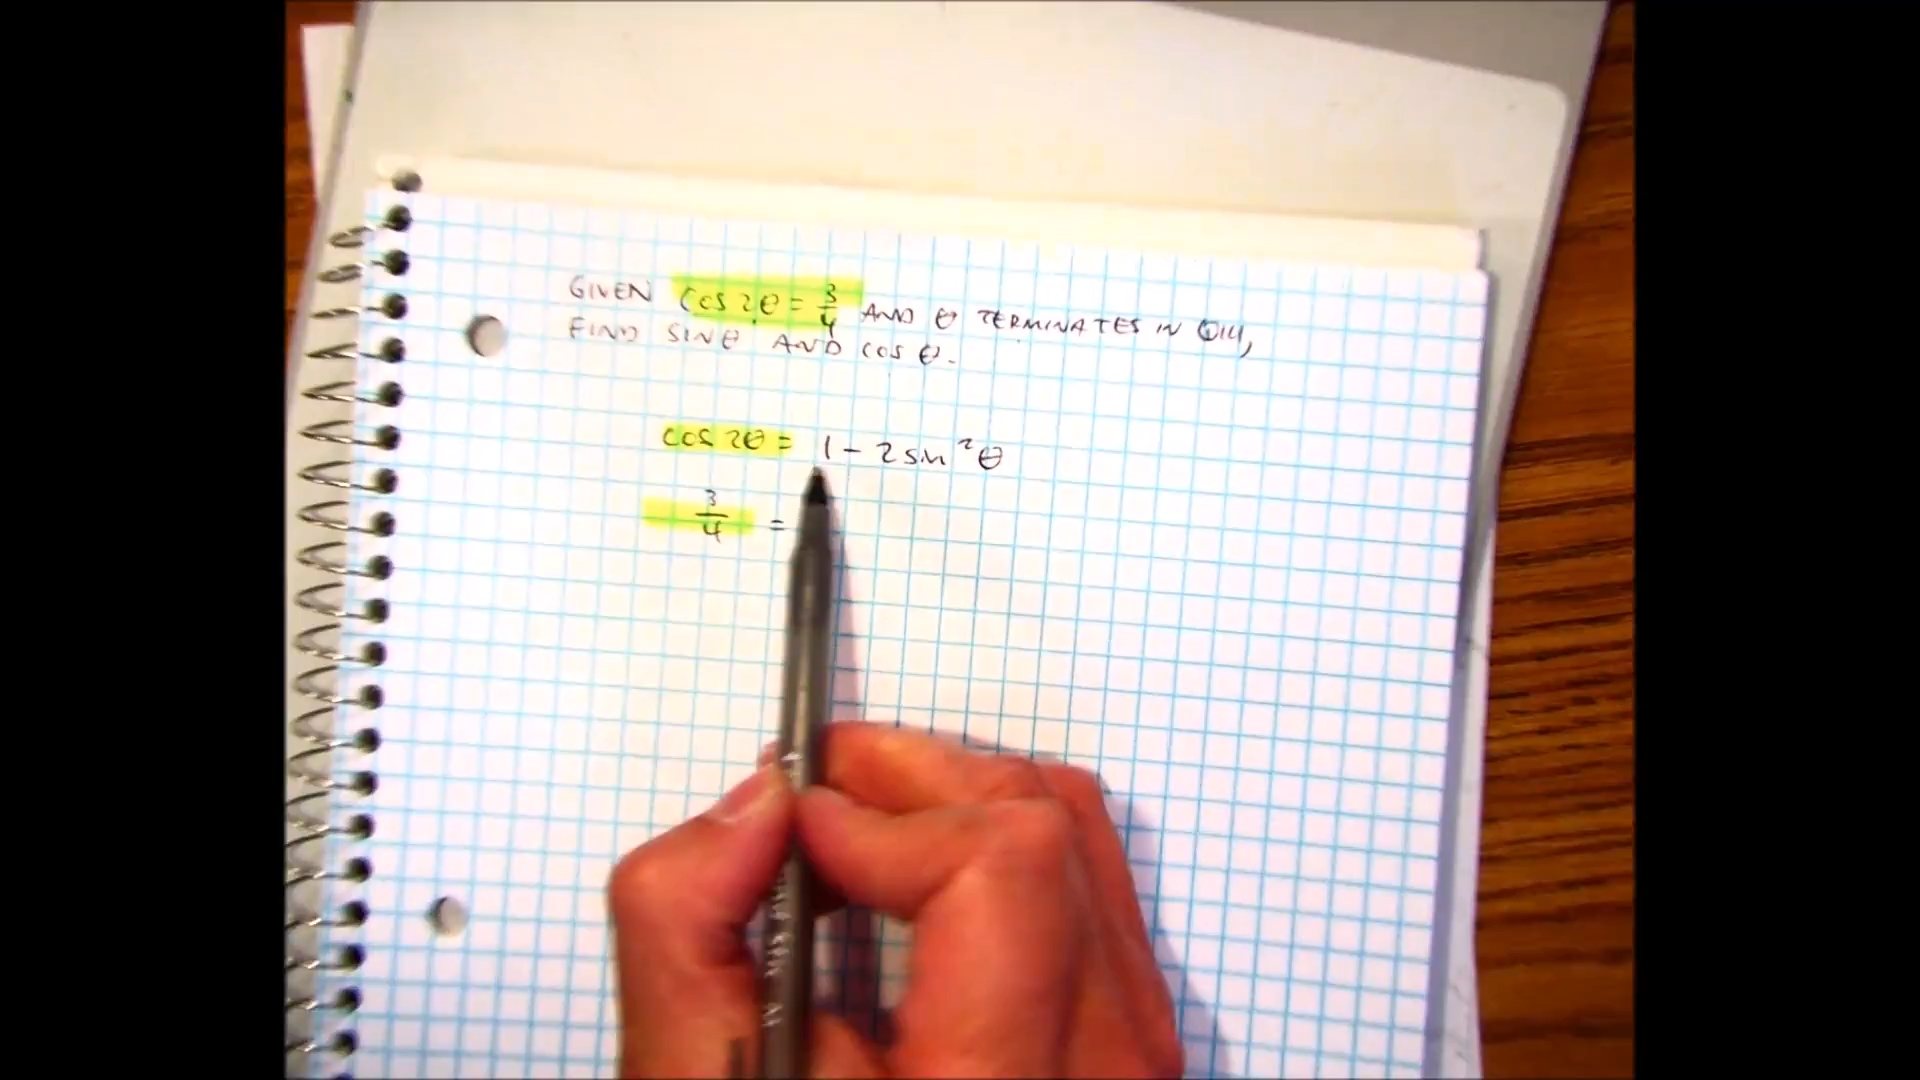 GIVEN cos 2θ = 3/4 AND θ TERMINATES IN QIII,
FIND SINθ AND COS θ.
cos 2θ = 1 - 2 sin²θ
3/4 =